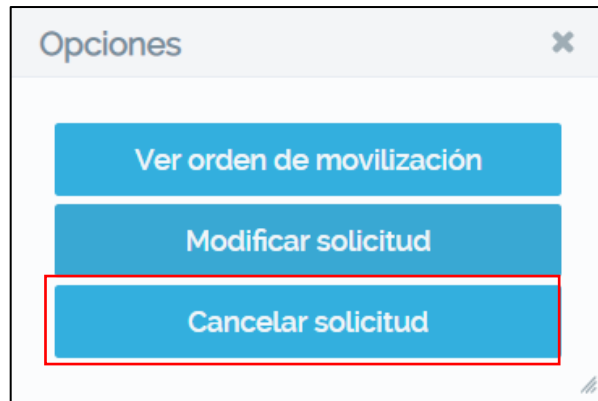 Opciones
Ver orden de movilización
Modificar solicitud
Cancelar solicitud